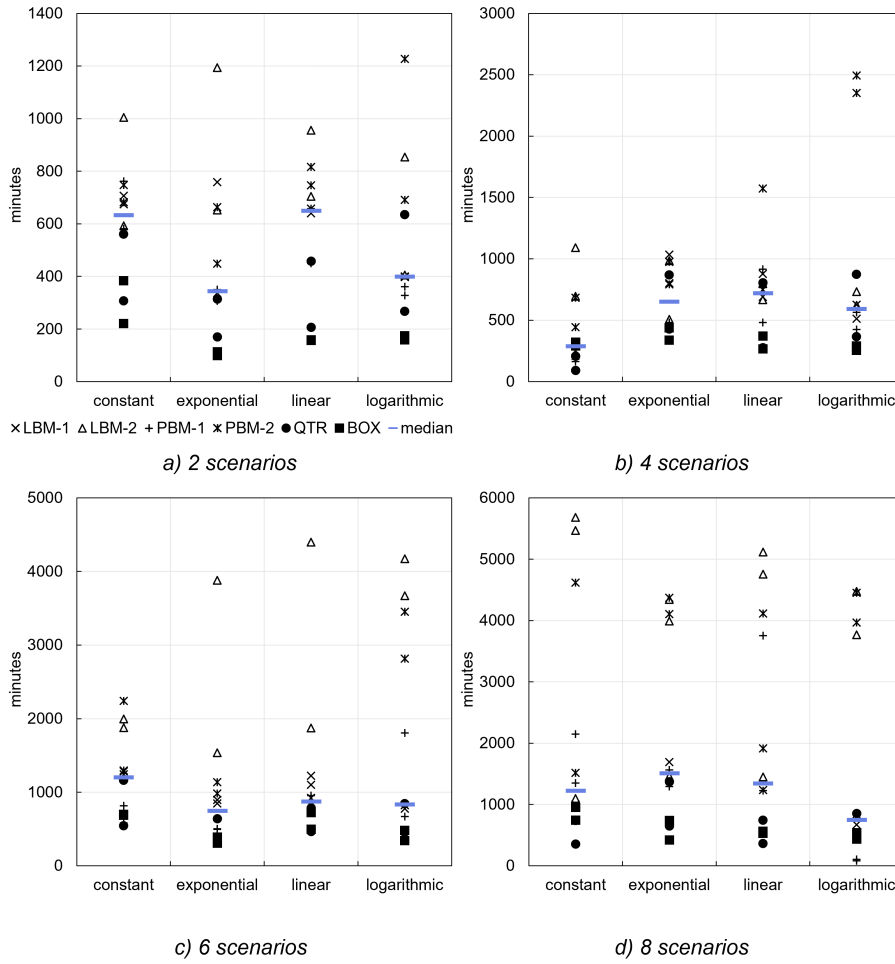 1400
1200
1000
800
600
400
200
0
minutes
constant exponential linear logarithmic
3000
2500
2000
1500
1000
500
0
minutes
constant exponential linear logarithmic
×LBM-1 △LBM-2 +PBM-1 жPBM-2 ●QTR ■BOX –median
a) 2 scenarios
b) 4 scenarios
5000
4000
3000
2000
1000
0
minutes
constant exponential linear logarithmic
6000
5000
4000
3000
2000
1000
0
minutes
constant exponential linear logarithmic
c) 6 scenarios
d) 8 scenarios